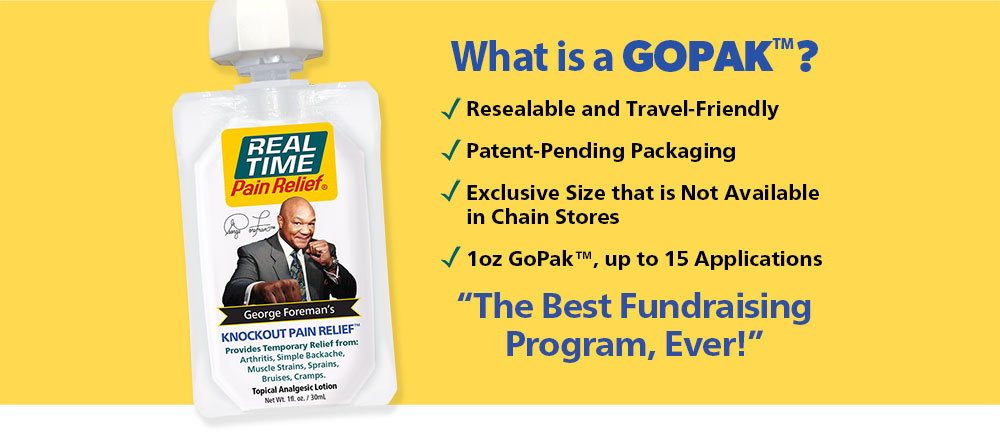 REAL
TIME
Pain Relief®
George Foreman
George Foreman's
KNOCKOUT PAIN RELIEF™
Provides Temporary Relief from:
Arthritis, Simple Backache,
Muscle Strains, Sprains,
Bruises, Cramps.
Topical Analgesic Lotion
Net Wt. 1fl. oz. / 30mL
What is a GOPAK™?
✓ Resealable and Travel-Friendly
✓ Patent-Pending Packaging
✓ Exclusive Size that is Not Available
in Chain Stores
✓ 1oz GoPak™, up to 15 Applications
“The Best Fundraising
Program, Ever!”